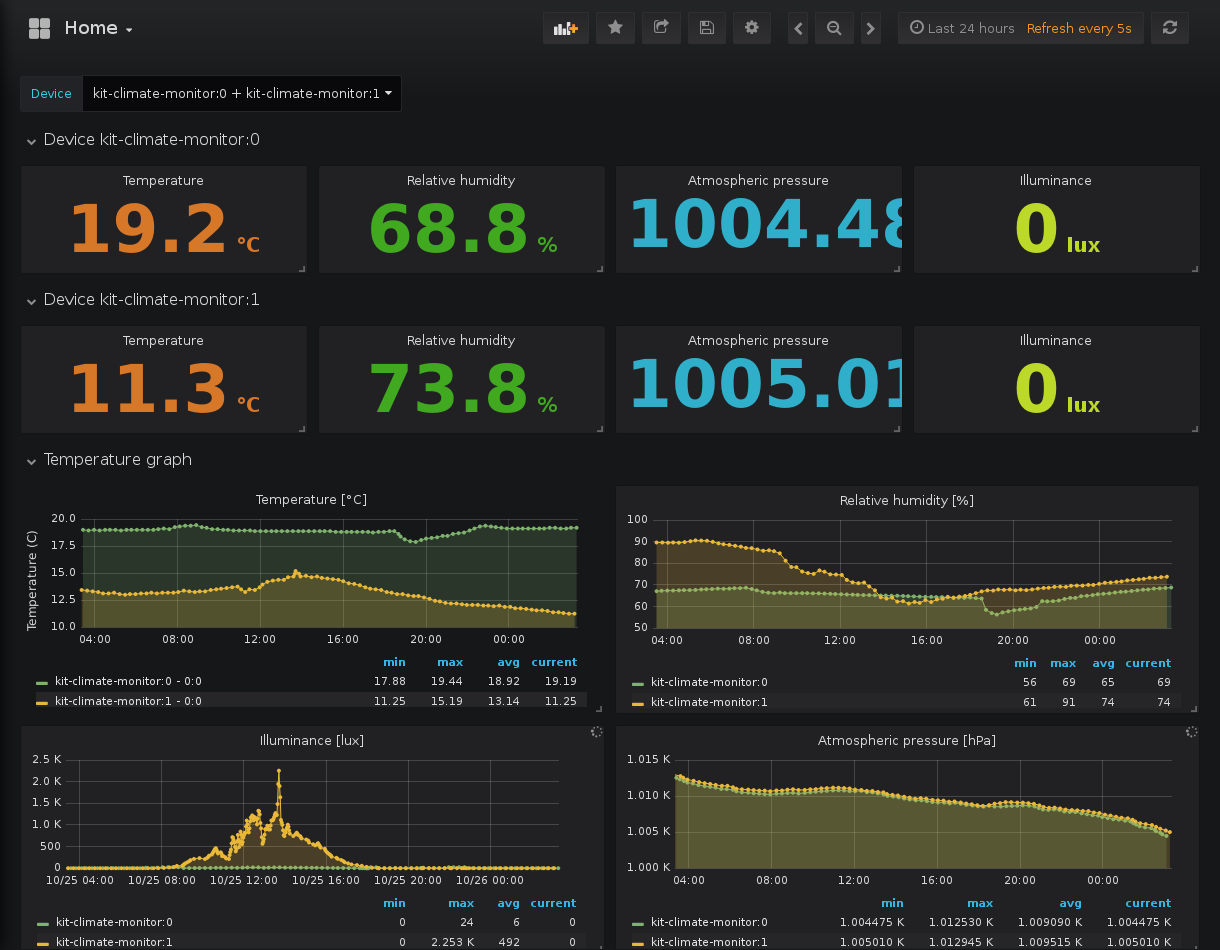 Home
Last 24 hours Refresh every 5s
Device kit-climate-monitor:0 + kit-climate-monitor:1
Device kit-climate-monitor:0
Temperature Relative humidity Atmospheric pressure Illuminance
19.2 °C 68.8 % 1004.48 0 lux
Device kit-climate-monitor:1
Temperature Relative humidity Atmospheric pressure Illuminance
11.3 °C 73.8 % 1005.01 0 lux
Temperature graph
Temperature [°C]
Temperature (C)
20.0
17.5
15.0
12.5
10.0
04:00 08:00 12:00 16:00 20:00 00:00
min max avg current
kit-climate-monitor:0 - 0:0 17.88 19.44 18.92 19.19
kit-climate-monitor:1 - 0:0 11.25 15.19 13.14 11.25
Relative humidity [%]
100
90
80
70
60
50
04:00 08:00 12:00 16:00 20:00 00:00
min max avg current
kit-climate-monitor:0 56 69 65 69
kit-climate-monitor:1 61 91 74 74
Illuminance [lux]
2.5 K
2.0 K
1.5 K
1.0 K
500
0
10/25 04:00 10/25 08:00 10/25 12:00 10/25 16:00 10/25 20:00 10/26 00:00
min max avg current
kit-climate-monitor:0 0 24 6 0
kit-climate-monitor:1 0 2.253 K 492 0
Atmospheric pressure [hPa]
1.015 K
1.010 K
1.005 K
1.000 K
04:00 08:00 12:00 16:00 20:00 00:00
min max avg current
kit-climate-monitor:0 1.004475 K 1.012530 K 1.009090 K 1.004475 K
kit-climate-monitor:1 1.005010 K 1.012945 K 1.009515 K 1.005010 K